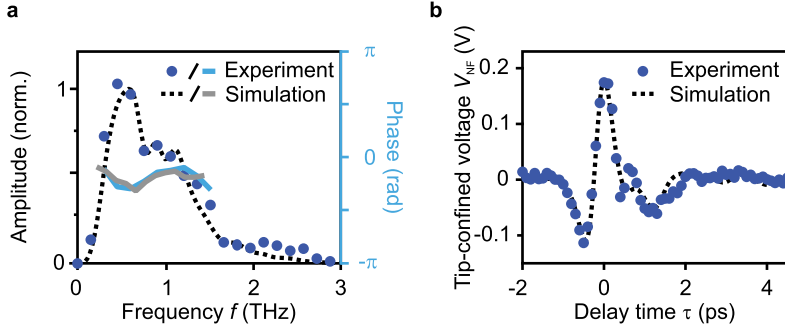 a
Amplitude (norm.)
1
0
0
1
2
3
Frequency f (THz)
π
0
-π
Phase (rad)
/ Experiment
/ Simulation
b
Tip-confined voltage V_NF (V)
0.2
0.1
0
-0.1
-2
0
2
4
Delay time τ (ps)
Experiment
Simulation